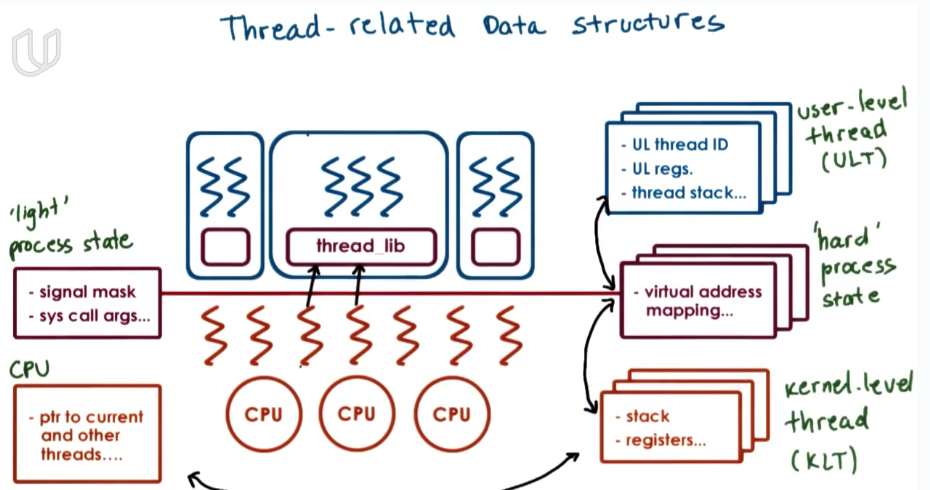 Thread-related Data structures
user-level
thread
(ULT)
- UL thread ID
- UL regs.
- thread stack...
'light'
process state
thread_lib
'hard'
process
state
- signal mask
- sys call args...
- virtual address
mapping...
CPU
- ptr to current
and other
threads....
CPU
CPU
CPU
- stack
- registers...
kernel-level
thread
(KLT)